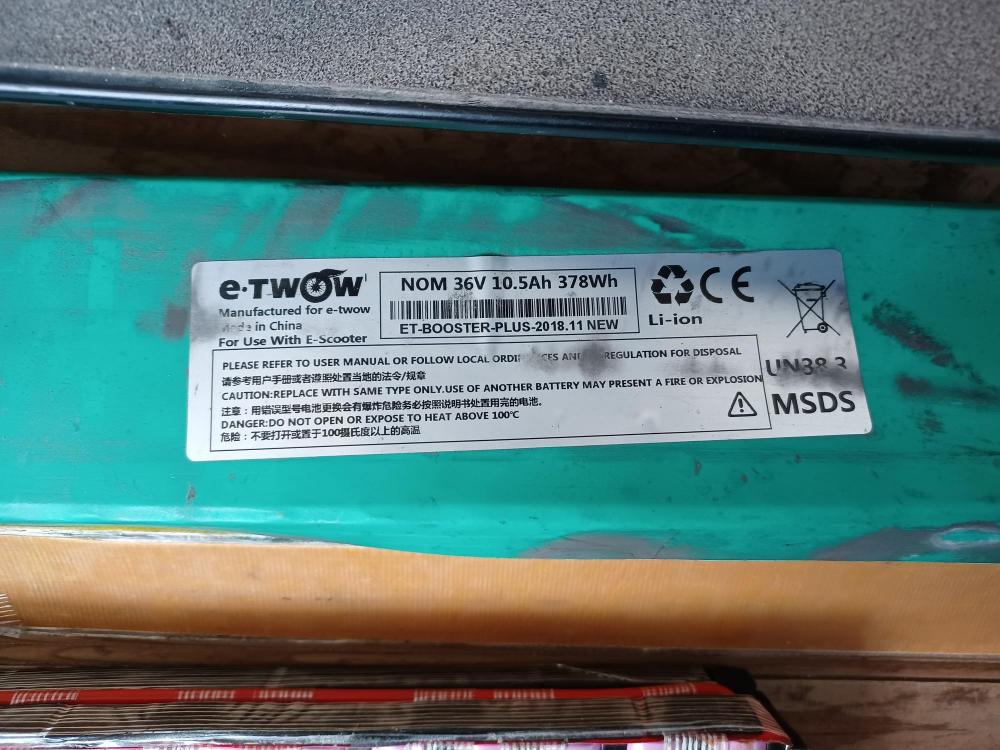 e·TWOW
Manufactured for e-twow
Made in China
For Use With E-Scooter
NOM 36V 10.5Ah 378Wh
ET-BOOSTER-PLUS-2018.11 NEW
CE
Li-ion
PLEASE REFER TO USER MANUAL OR FOLLOW LOCAL AND REGULATION FOR DISPOSAL
请参考用户手册或者遵照处置当地的法令/规章
CAUTION:REPLACE WITH SAME TYPE ONLY.USE OF ANOTHER BATTERY MAY PRESENT A FIRE OR EXPLOSION
注意：用错误型号电池更换会有爆炸危险务必按照说明书处置用完的电池。
DANGER:DO NOT OPEN OR EXPOSE TO HEAT ABOVE 100℃
危险：不要打开或置于100摄氏度以上的高温
UN38.3
MSDS